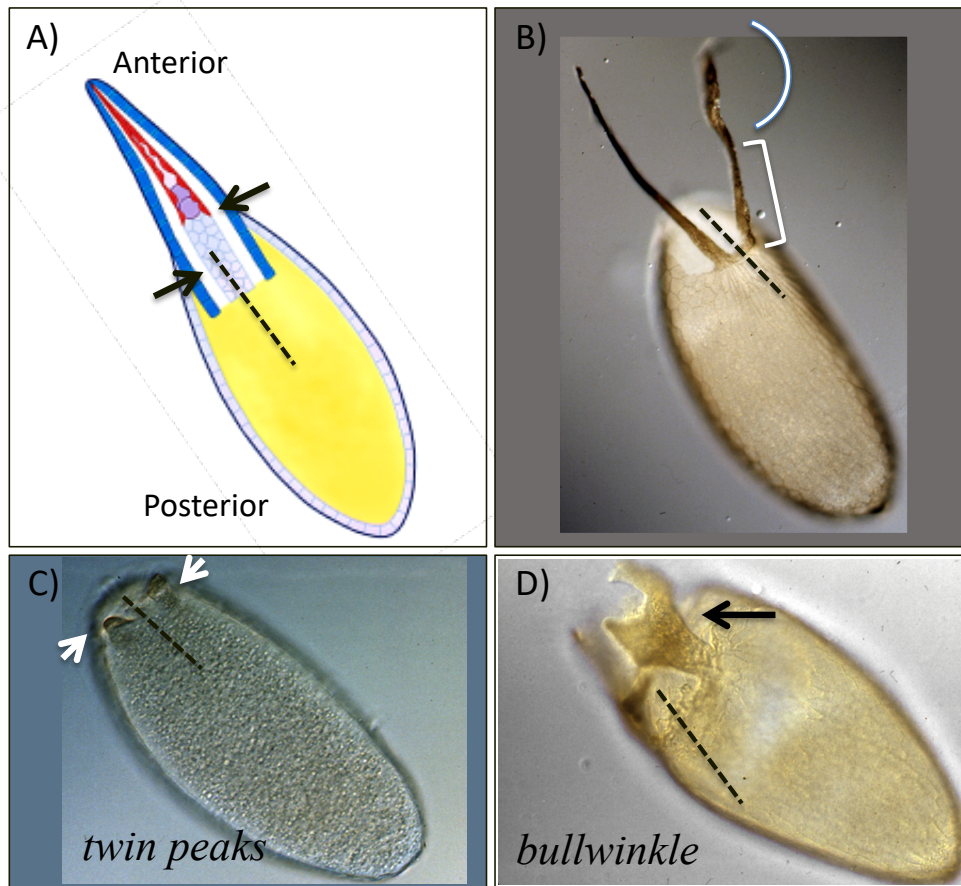 A)
Anterior
Posterior
B)
C)
twin peaks
D)
bullwinkle